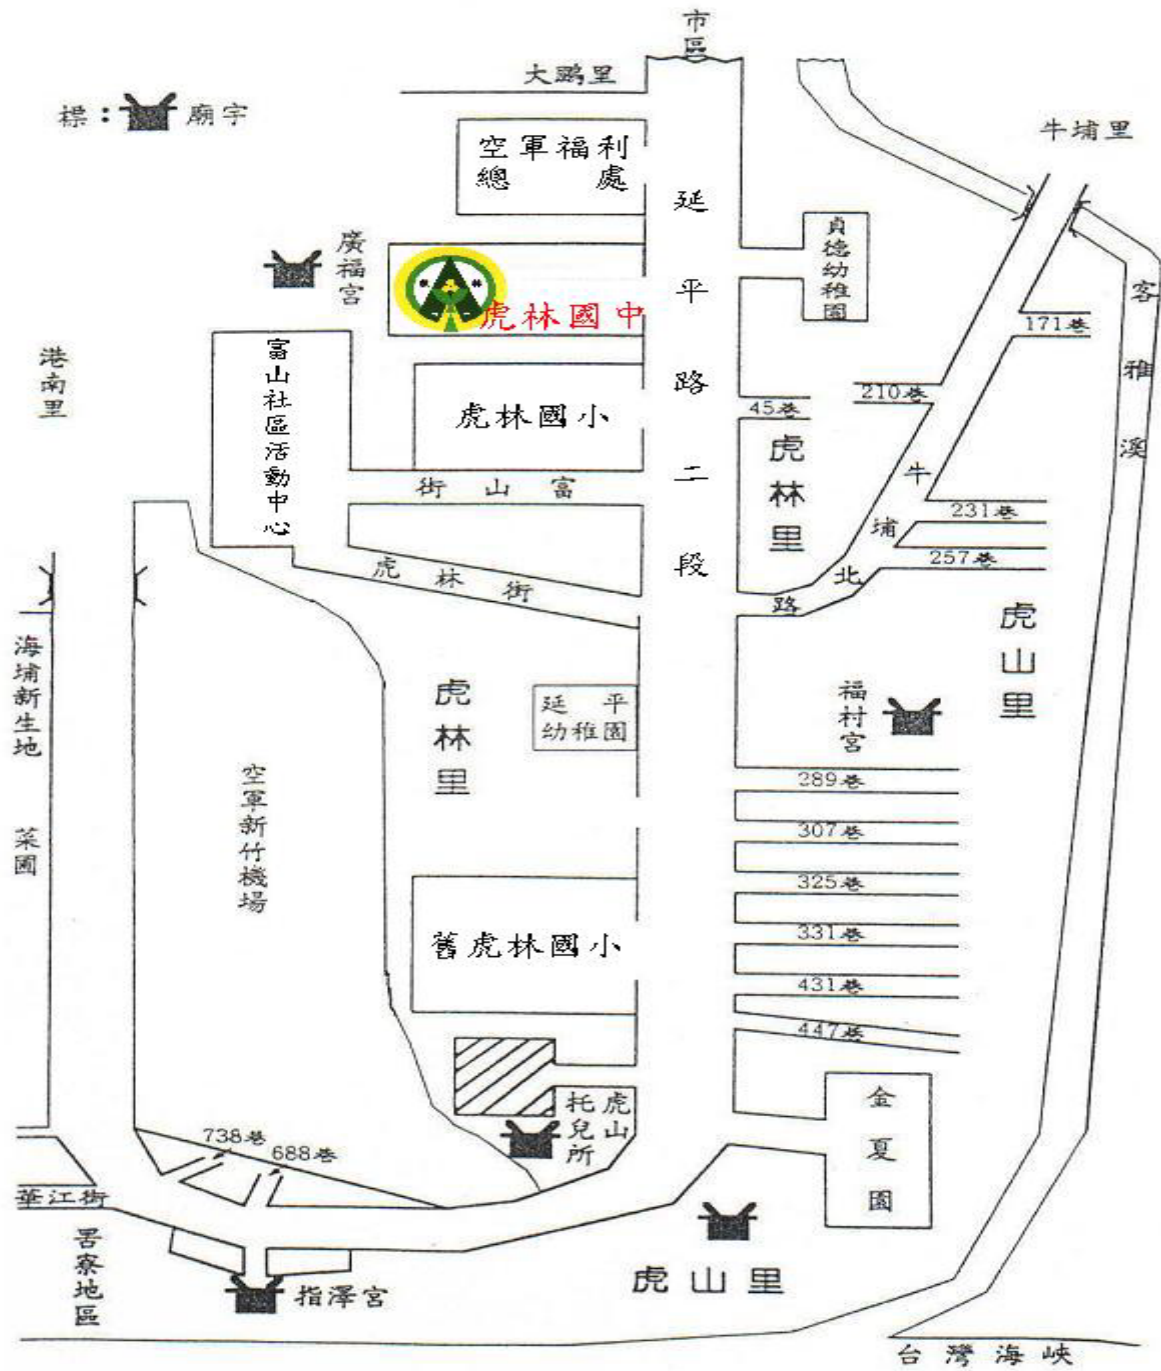 市區
大鵬里
標：廟宇
牛埔里
空軍福利
總處
延平路二段
貞德幼稚園
廣福宮
虎林國中
客雅溪
171巷
港南里
富山社區活動中心
虎林國小
210巷
45巷
虎林里
富山街
牛埔北路
231巷
257巷
虎林街
虎山里
海埔新生地
菜圃
虎林里
延平
幼稚園
福村宮
空軍新竹機場
289巷
307巷
325巷
331巷
431巷
447巷
舊虎林國小
虎山
托兒所
金夏園
738巷
688巷
華江街
罟寮地區
指澤宮
虎山里
台灣海峽